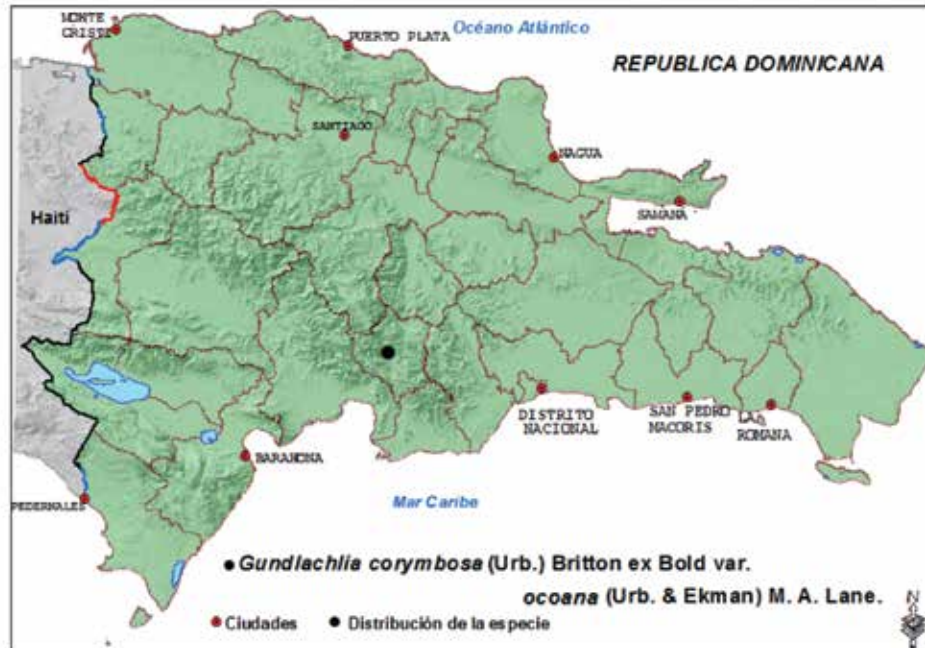 MONTE
CRISTI
Océano Atlántico
PUERTO PLATA
REPUBLICA DOMINICANA
SANTIAGO
NAGUA
Haití
SAMANA
DISTRITO
NACIONAL
SAN PEDRO
MACORIS
LA
ROMANA
BARAHONA
PEDERNALES
Mar Caribe
● Gundlachlia corymbosa (Urb.) Britton ex Bold var.
ocoana (Urb. & Ekman) M. A. Lane.
Ciudades ● Distribución de la especie
N